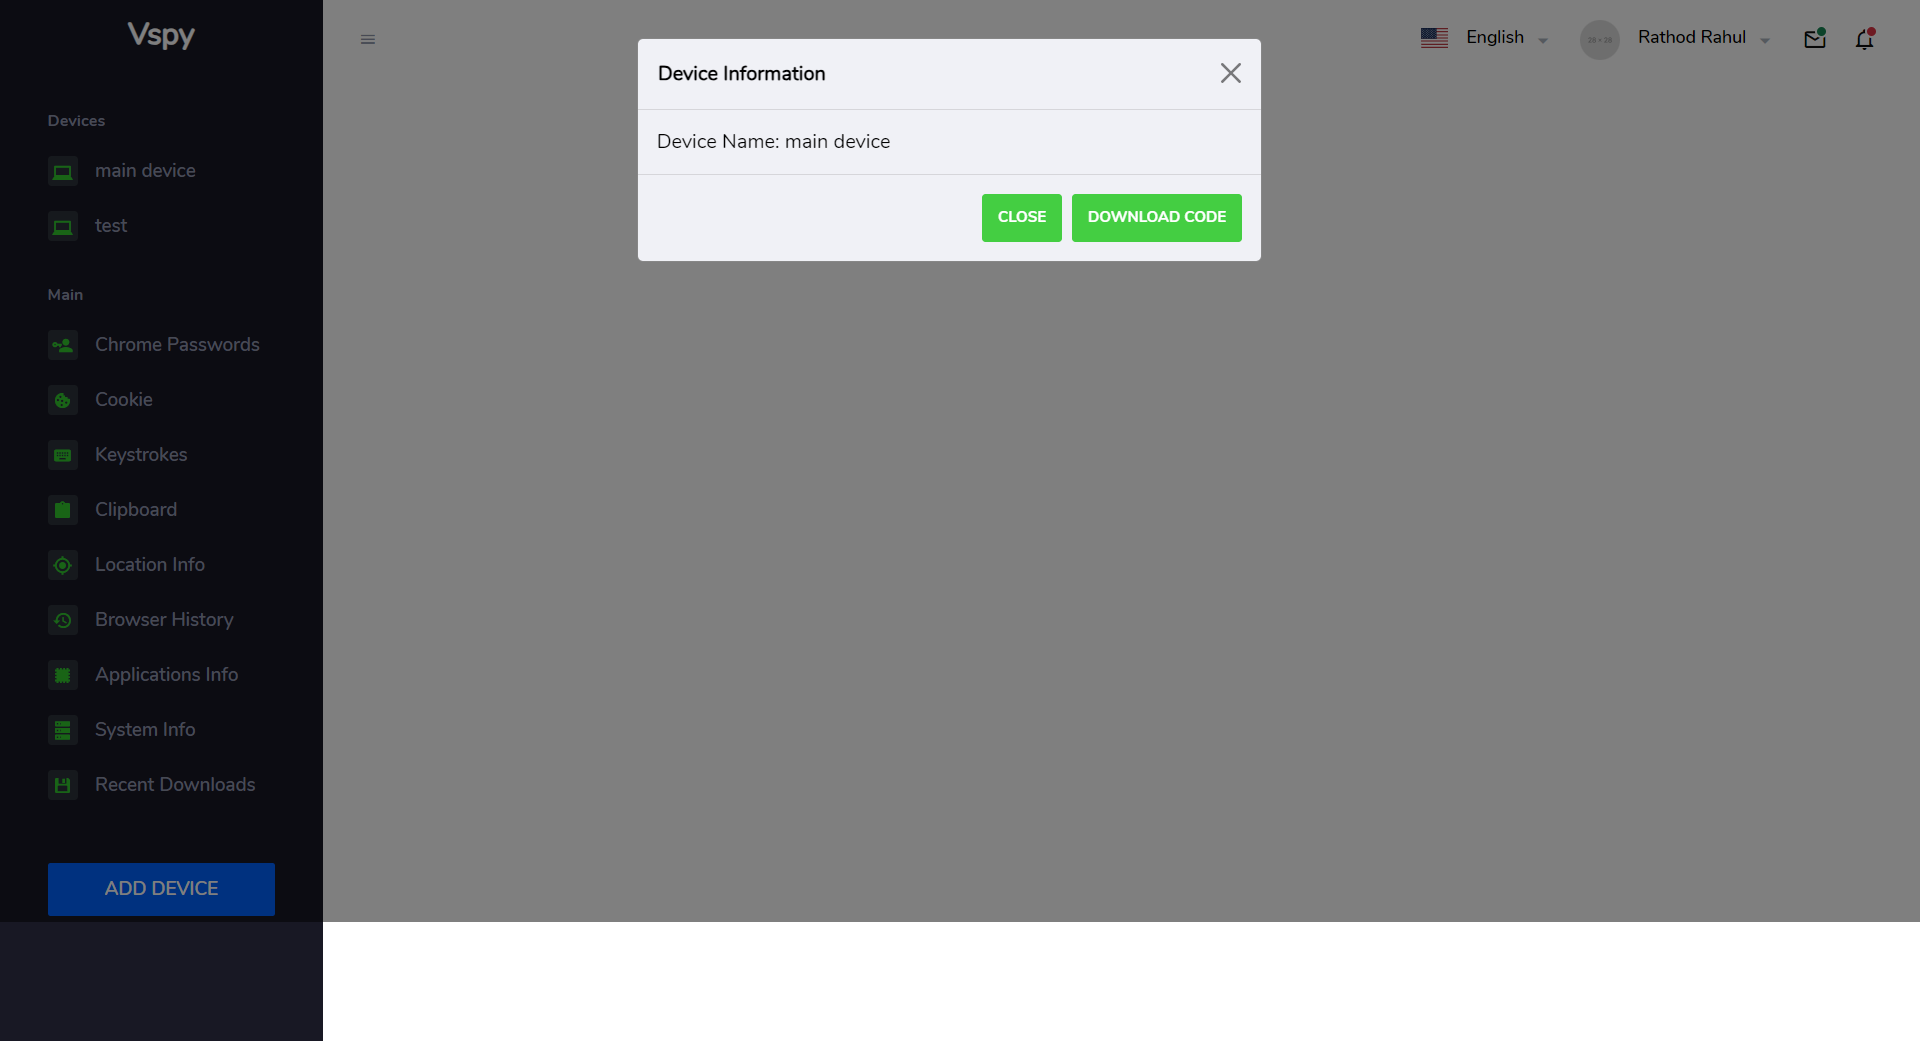 Vspy
English
Rathod Rahul
Device Information
Device Name: main device
CLOSE
DOWNLOAD CODE
Devices
main device
test
Main
Chrome Passwords
Cookie
Keystrokes
Clipboard
Location Info
Browser History
Applications Info
System Info
Recent Downloads
ADD DEVICE